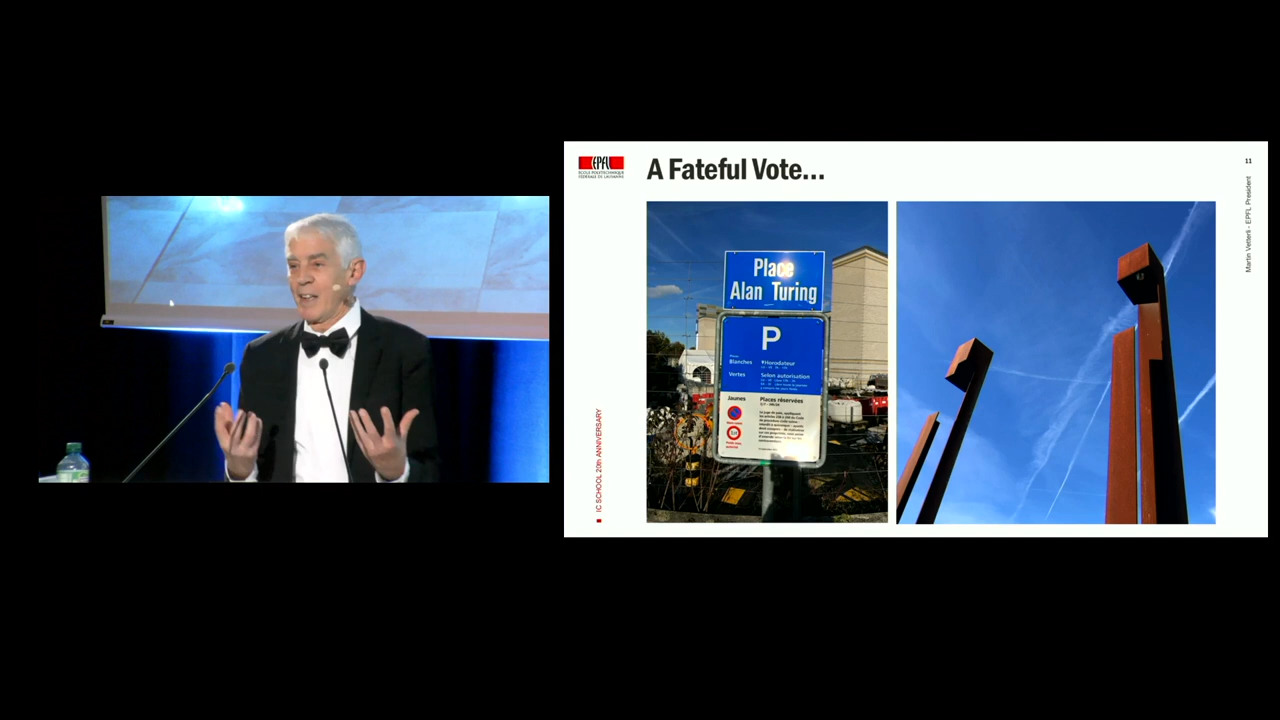 EPFL
ÉCOLE POLYTECHNIQUE
FÉDÉRALE DE LAUSANNE
A Fateful Vote...
11
Martin Vetterli - EPFL President
IC SCHOOL 20th ANNIVERSARY
Place
Alan Turing
P
Blanches Horodateur
Vertes Selon autorisation
Jaunes Places réservées